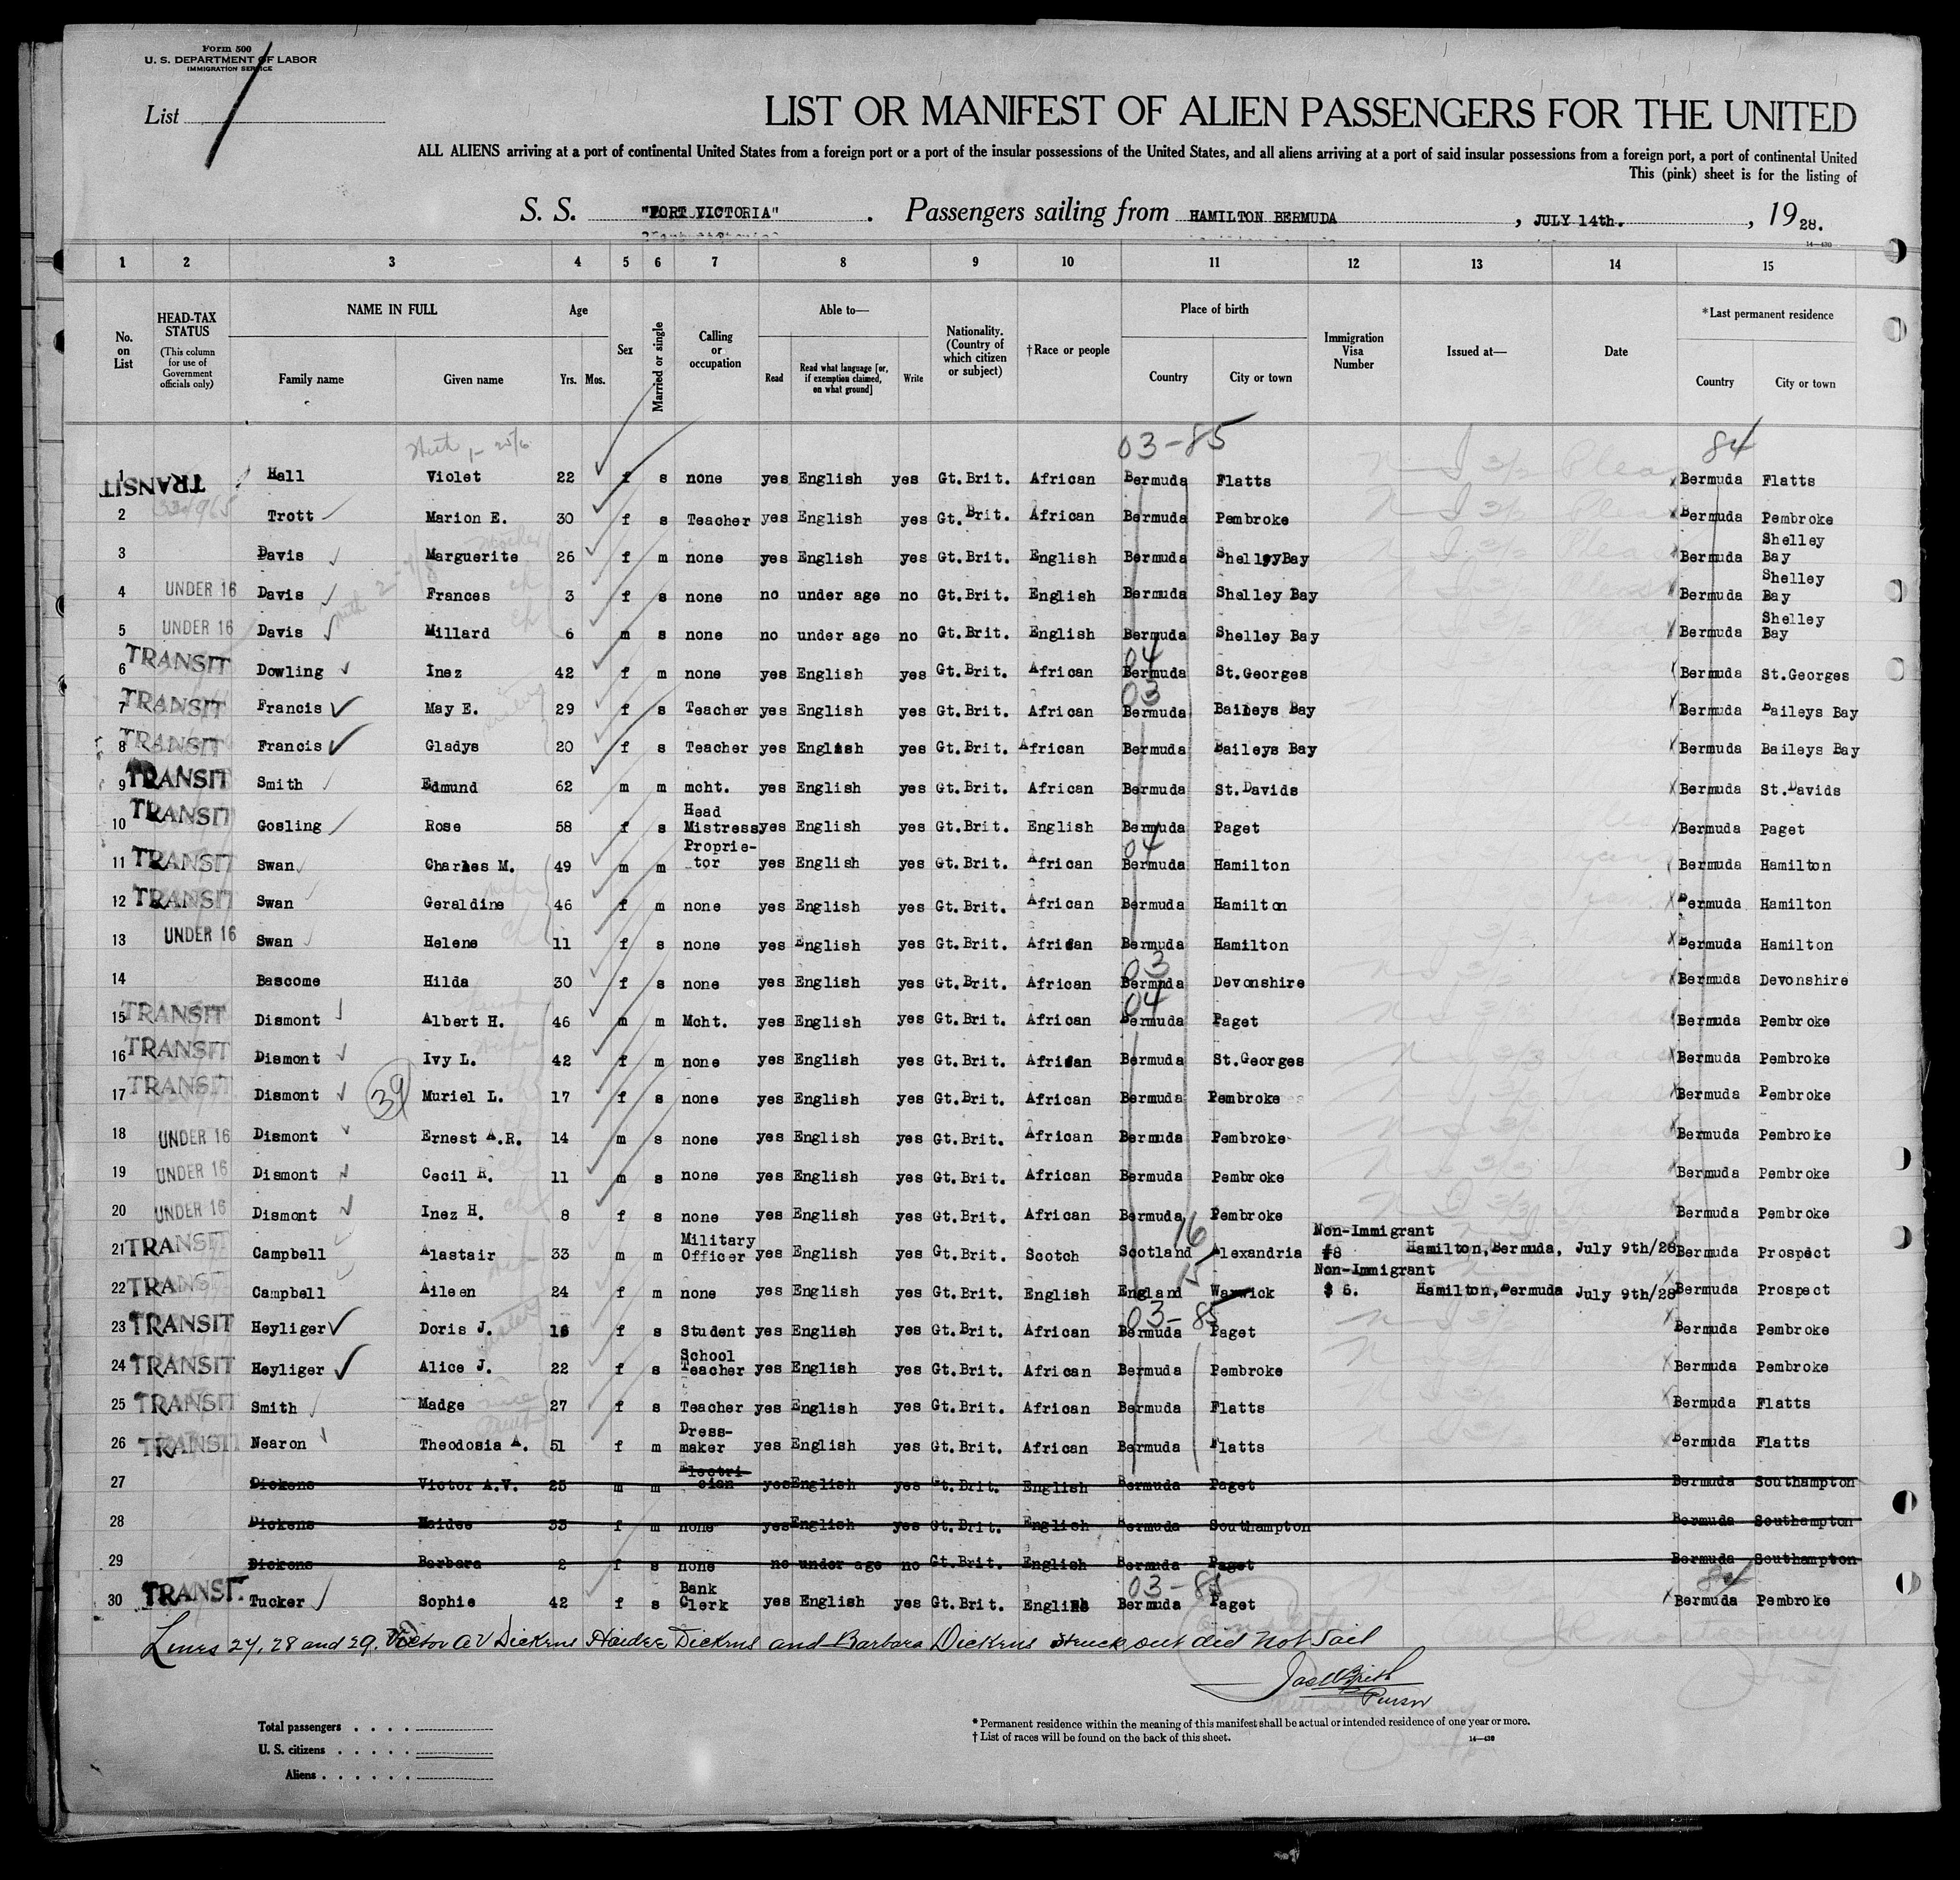 Form 500
U. S. DEPARTMENT OF LABOR
IMMIGRATION SERVICE
List 1
LIST OR MANIFEST OF ALIEN PASSENGERS FOR THE UNITED
ALL ALIENS arriving at a port of continental United States from a foreign port or a port of the insular possessions of the United States, and all aliens arriving at a port of said insular possessions from a foreign port, a port of continental United
This (pink) sheet is for the listing of
S. S. "FORT VICTORIA". Passengers sailing from HAMILTON BERMUDA, JULY 14th., 1928.
14—430
1 2 3 4 5 6 7 8 9 10 11 12 13 14 15
No. on List
HEAD-TAX STATUS (This column for use of Government officials only)
NAME IN FULL Family name Given name
Age Yrs. Mos.
Sex
Married or single
Calling or occupation
Able to— Read Read what language [or, if exemption claimed, on what ground] Write
Nationality. (Country of which citizen or subject)
†Race or people
Place of birth Country City or town
Immigration Visa Number
Issued at—
Date
*Last permanent residence Country City or town
03-85 84
1 TRANSIT Hall Violet 22 f s none yes English yes Gt.Brit. African Bermuda Flatts Bermuda Flatts
2 Trott Marion E. 30 f s Teacher yes English yes Gt.Brit. African Bermuda Pembroke Bermuda Pembroke
3 Davis Marguerite 26 f m none yes English yes Gt.Brit. English Bermuda ShelleyBay Bermuda Shelley Bay
4 UNDER 16 Davis Frances 3 f s none no under age no Gt.Brit. English Bermuda Shelley Bay Bermuda Shelley Bay
5 UNDER 16 Davis Millard 6 m s none no under age no Gt.Brit. English Bermuda Shelley Bay Bermuda Shelley Bay
6 TRANSIT Dowling Inez 42 f m none yes English yes Gt.Brit. African 04 Bermuda St.Georges Bermuda St.Georges
7 TRANSIT Francis May E. 29 f s Teacher yes English yes Gt.Brit. African 03 Bermuda Baileys Bay Bermuda Baileys Bay
8 TRANSIT Francis Gladys 20 f s Teacher yes English yes Gt.Brit. African Bermuda Baileys Bay Bermuda Baileys Bay
9 TRANSIT Smith Edmund 62 m m mcht. yes English yes Gt.Brit. African Bermuda St.Davids Bermuda St.Davids
10 TRANSIT Gosling Rose 58 f s Head Mistress yes English yes Gt.Brit. English Bermuda Paget Bermuda Paget
11 TRANSIT Swan Charles M. 49 m m Proprie-tor yes English yes Gt.Brit. African 04 Bermuda Hamilton Bermuda Hamilton
12 TRANSIT Swan Geraldine 46 f m none yes English yes Gt.Brit. African Bermuda Hamilton Bermuda Hamilton
13 UNDER 16 Swan Helene 11 f s none yes English yes Gt.Brit. African Bermuda Hamilton Bermuda Hamilton
14 Bascome Hilda 30 f s none yes English yes Gt.Brit. African 03 Bermuda Devonshire Bermuda Devonshire
15 TRANSIT Dismont Albert H. 46 m m Mcht. yes English yes Gt.Brit. African 04 Bermuda Paget Bermuda Pembroke
16 TRANSIT Dismont Ivy L. 42 f m none yes English yes Gt.Brit. African Bermuda St.Georges Bermuda Pembroke
17 TRANSIT Dismont 39 Muriel L. 17 f s none yes English yes Gt.Brit. African Bermuda Pembroke Bermuda Pembroke
18 UNDER 16 Dismont Ernest A.R. 14 m s none yes English yes Gt.Brit. African Bermuda Pembroke Bermuda Pembroke
19 UNDER 16 Dismont Cecil R. 11 m s none yes English yes Gt.Brit. African Bermuda Pembroke Bermuda Pembroke
20 UNDER 16 Dismont Inez H. 8 f s none yes English yes Gt.Brit. African Bermuda Pembroke Bermuda Pembroke
21 TRANSIT Campbell Alastair 33 m m Military Officer yes English yes Gt.Brit. Scotch Scotland 16 Alexandria Non-Immigrant #8 Hamilton,Bermuda, July 9th/28 Bermuda Prospect
22 TRANSIT Campbell Aileen 24 f m none yes English yes Gt.Brit. English England 15 Warwick Non-Immigrant # 6. Hamilton,Bermuda July 9th/28 Bermuda Prospect
23 TRANSIT Heyliger Doris J. 16 f s Student yes English yes Gt.Brit. African 03-85 Bermuda Paget Bermuda Pembroke
24 TRANSIT Heyliger Alice J. 22 f s School Teacher yes English yes Gt.Brit. African Bermuda Pembroke Bermuda Pembroke
25 TRANSIT Smith Madge 27 f s Teacher yes English yes Gt.Brit. African Bermuda Flatts Bermuda Flatts
26 TRANSIT Nearon Theodosia A. 51 f m Dress-maker yes English yes Gt.Brit. African Bermuda Flatts Bermuda Flatts
27 Dickens Victor A.V. 25 m m Electri-cian yes English yes Gt.Brit. English Bermuda Paget Bermuda Southampton
28 Dickens Haidee 33 f m none yes English yes Gt.Brit. English Bermuda Southampton Bermuda Southampton
29 Dickens Barbara 2 f s none no under age no Gt.Brit. English Bermuda Paget Bermuda Southampton
30 TRANSIT Tucker Sophie 42 f s Bank Clerk yes English yes Gt.Brit. English 03-85 Bermuda Paget 84 Bermuda Pembroke
Lines 27, 28 and 29. Victor A V Dickens Haidee Dickens and Barbara Dickens struck out did not Sail
Purser
Total passengers
U. S. citizens
Aliens
* Permanent residence within the meaning of this manifest shall be actual or intended residence of one year or more.
† List of races will be found on the back of this sheet.
14—430